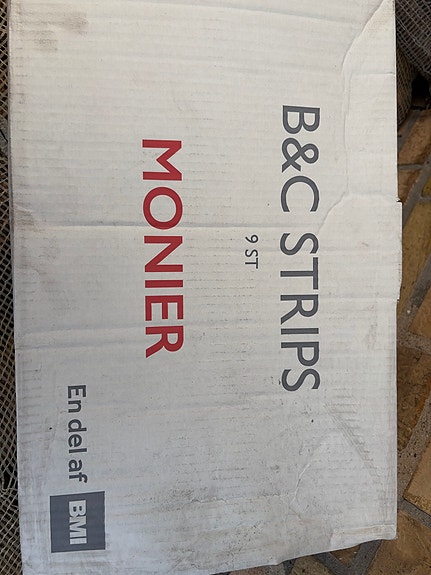 B&C STRIPS
9 ST
MONIER
En del af BMI